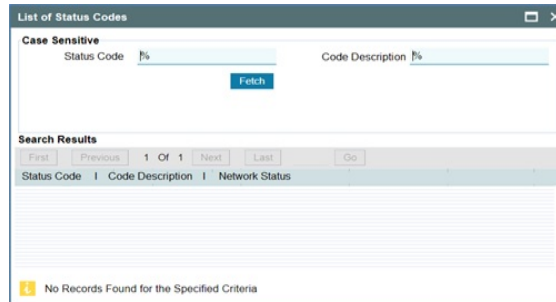 List of Status Codes
Case Sensitive
Status Code % Code Description %
Fetch
Search Results
First Previous 1 Of 1 Next Last Go
Status Code Code Description Network Status
No Records Found for the Specified Criteria